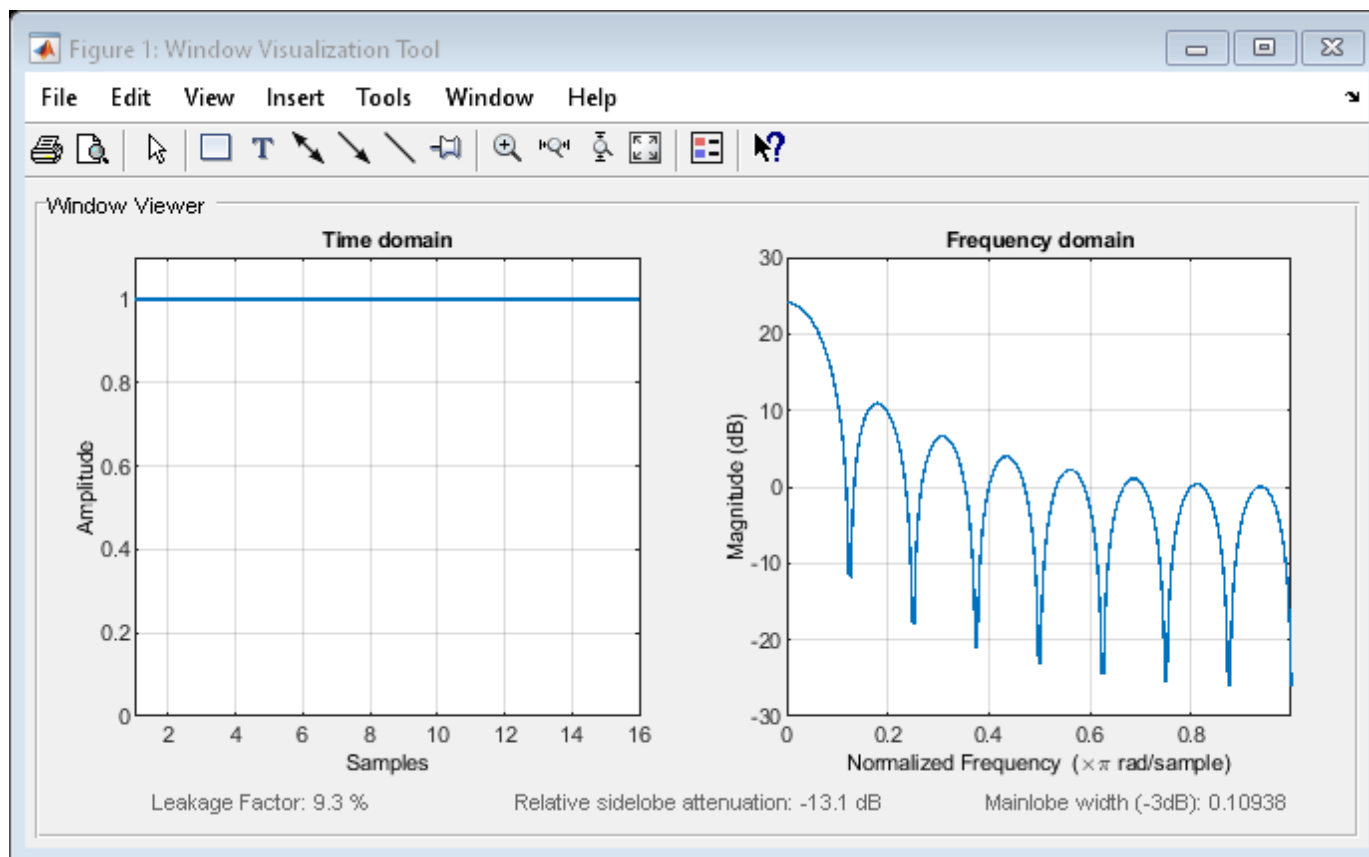 Figure 1: Window Visualization Tool
File Edit View Insert Tools Window Help
T
?
Window Viewer
Time domain
1
0.8
0.6
0.4
0.2
0
Amplitude
2 4 6 8 10 12 14 16
Samples
Frequency domain
30
20
10
0
-10
-20
-30
Magnitude (dB)
0 0.2 0.4 0.6 0.8
Normalized Frequency (×π rad/sample)
Leakage Factor: 9.3 % Relative sidelobe attenuation: -13.1 dB Mainlobe width (-3dB): 0.10938